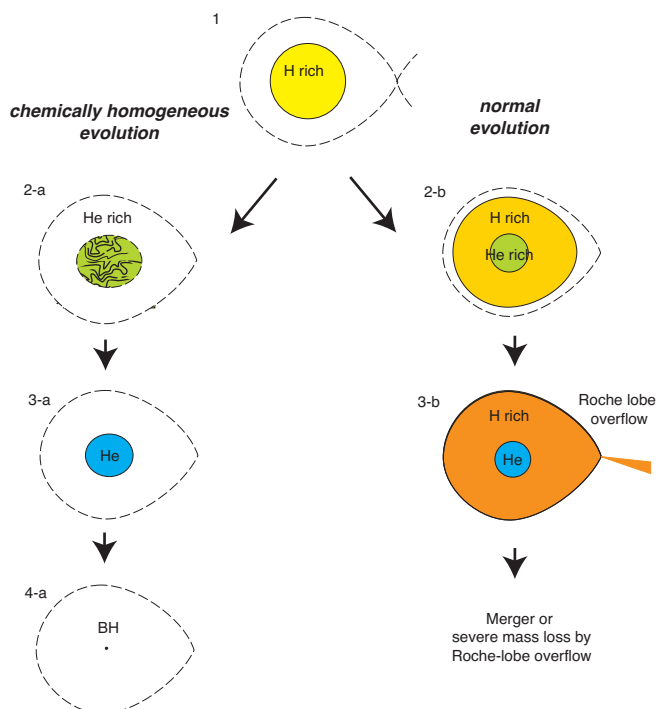 1
H rich
chemically homogeneous
evolution
normal
evolution
2-a
He rich
2-b
H rich
He rich
3-a
He
3-b
H rich
He
Roche lobe
overflow
4-a
BH
Merger or
severe mass loss by
Roche-lobe overflow